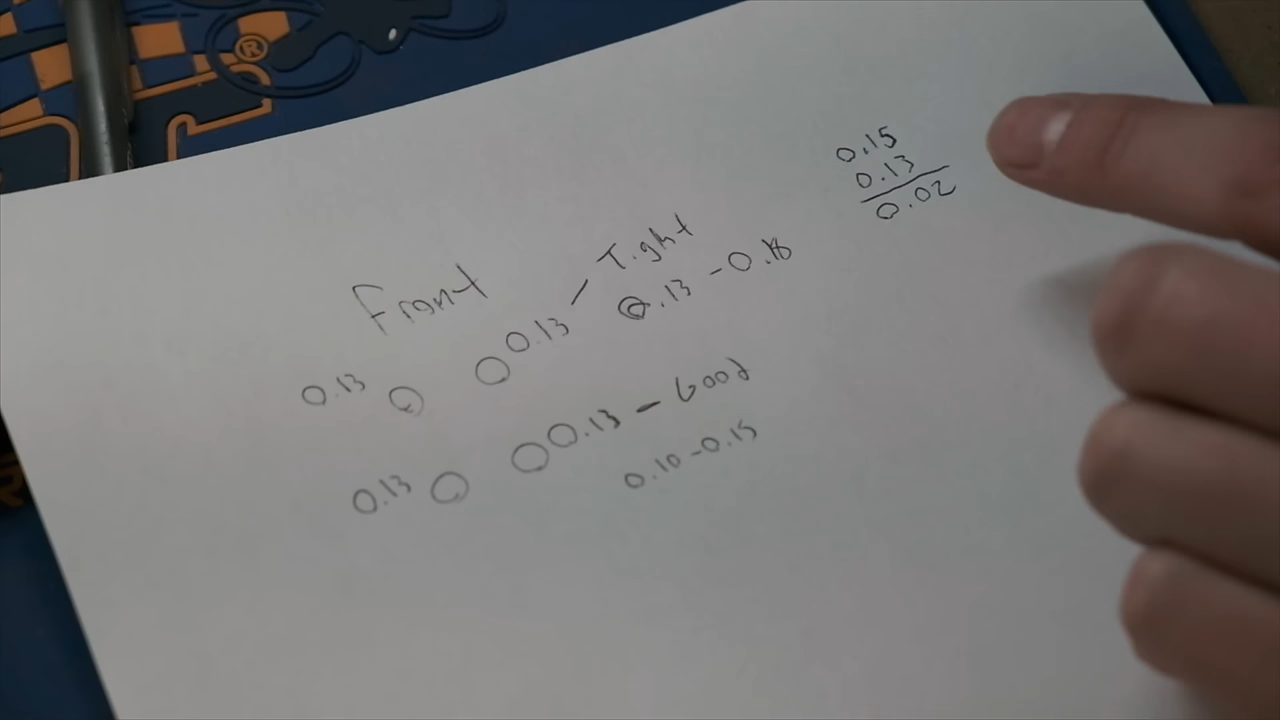 0.15
0.13
0.02
Front
0.13 0.13 - Tight
0.13 - 0.18
0.13 0.13 - Good
0.10 - 0.15
®